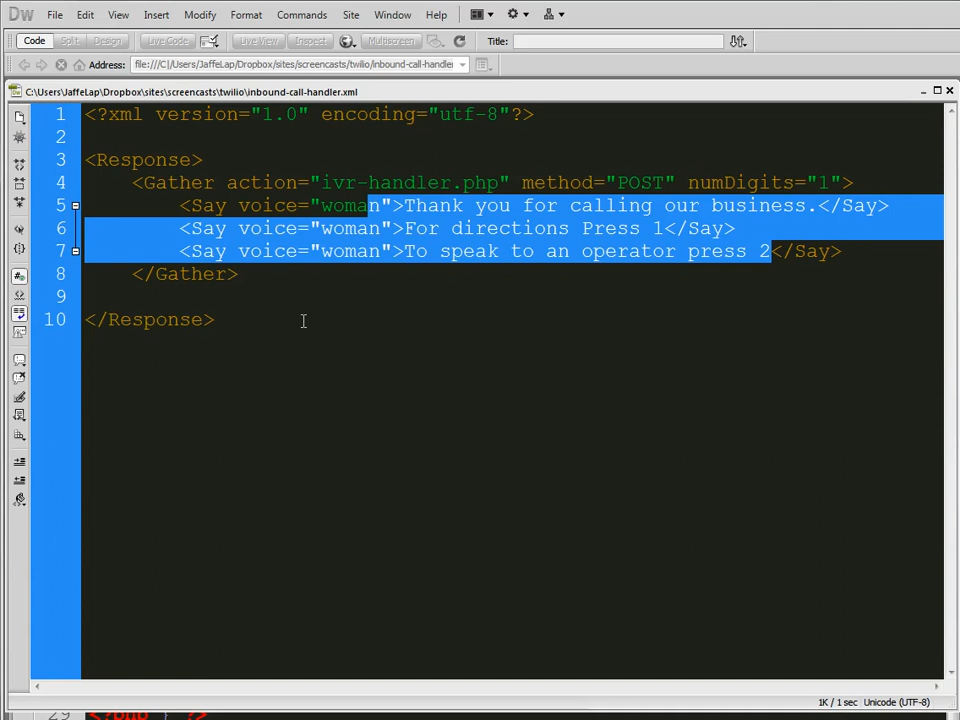 Dw File Edit View Insert Modify Format Commands Site Window Help
Code Split Design Live Code Live View Inspect Multiscreen Title:
Address: file:///C|/Users/JaffeLap/Dropbox/sites/screencasts/twilio/inbound-call-handler
C:\Users\JaffeLap\Dropbox\sites\screencasts\twilio\inbound-call-handler.xml
1 <?xml version="1.0" encoding="utf-8"?>
2
3 <Response>
4 <Gather action="ivr-handler.php" method="POST" numDigits="1">
5 <Say voice="woman">Thank you for calling our business.</Say>
6 <Say voice="woman">For directions Press 1</Say>
7 <Say voice="woman">To speak to an operator press 2</Say>
8 </Gather>
9
10 </Response>
1K / 1 sec Unicode (UTF-8)
29 <?php } ?>